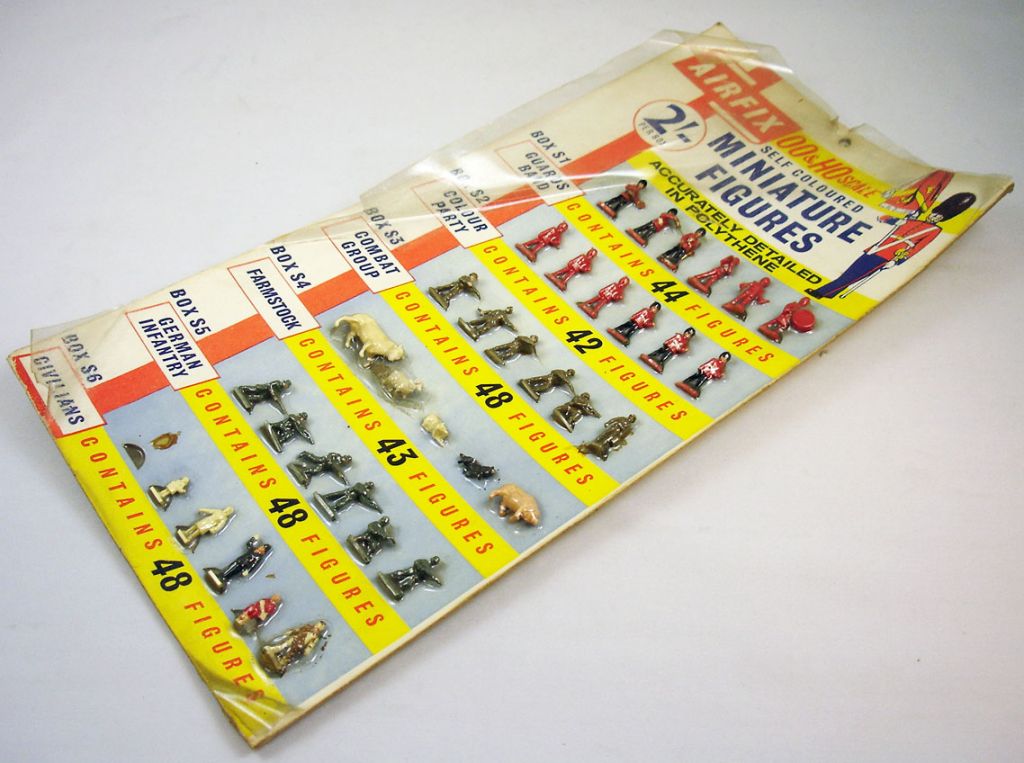 AIRFIX
OO & HO SCALE
2/-
PER BOX
SELF COLOURED
MINIATURE
FIGURES
ACCURATELY DETAILED
IN POLYTHENE
BOX S1
GUARDS
BAND
CONTAINS 44 FIGURES
BOX S2
COLOUR
PARTY
CONTAINS 42 FIGURES
BOX S3
COMBAT
GROUP
CONTAINS 48 FIGURES
BOX S4
FARMSTOCK
CONTAINS 43 FIGURES
BOX S5
GERMAN
INFANTRY
CONTAINS 48 FIGURES
BOX S6
CIVILIANS
CONTAINS 48 FIGURES